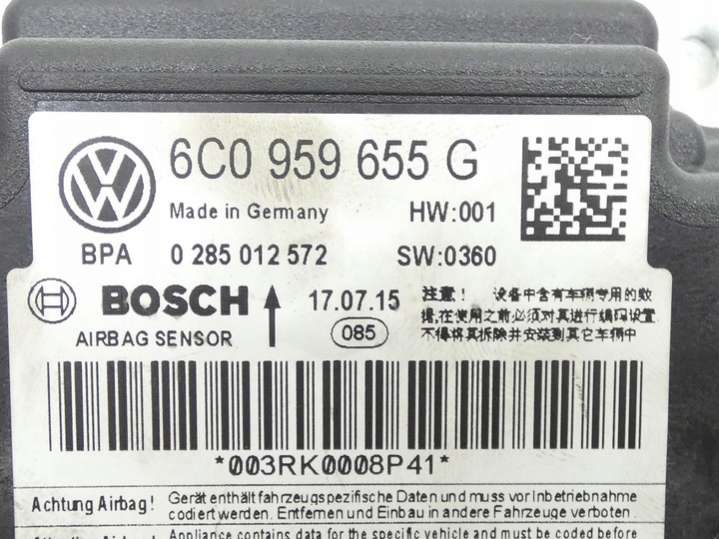 6C0 959 655 G
Made in Germany HW:001
BPA 0 285 012 572 SW:0360
BOSCH 17.07.15
AIRBAG SENSOR 085
注意! 设备中含有车辆专用的数
据,在使用之前必须对其进行编码设置
不得将其拆除并安装到其它车辆中
*003RK0008P41*
Achtung Airbag! Gerät enthält fahrzeugspezifische Daten und muss vor Inbetriebnahme
codiert werden. Entfernen und Einbau in andere Fahrzeuge verboten.
Appliance contains data for the specific vehicle and must be coded before